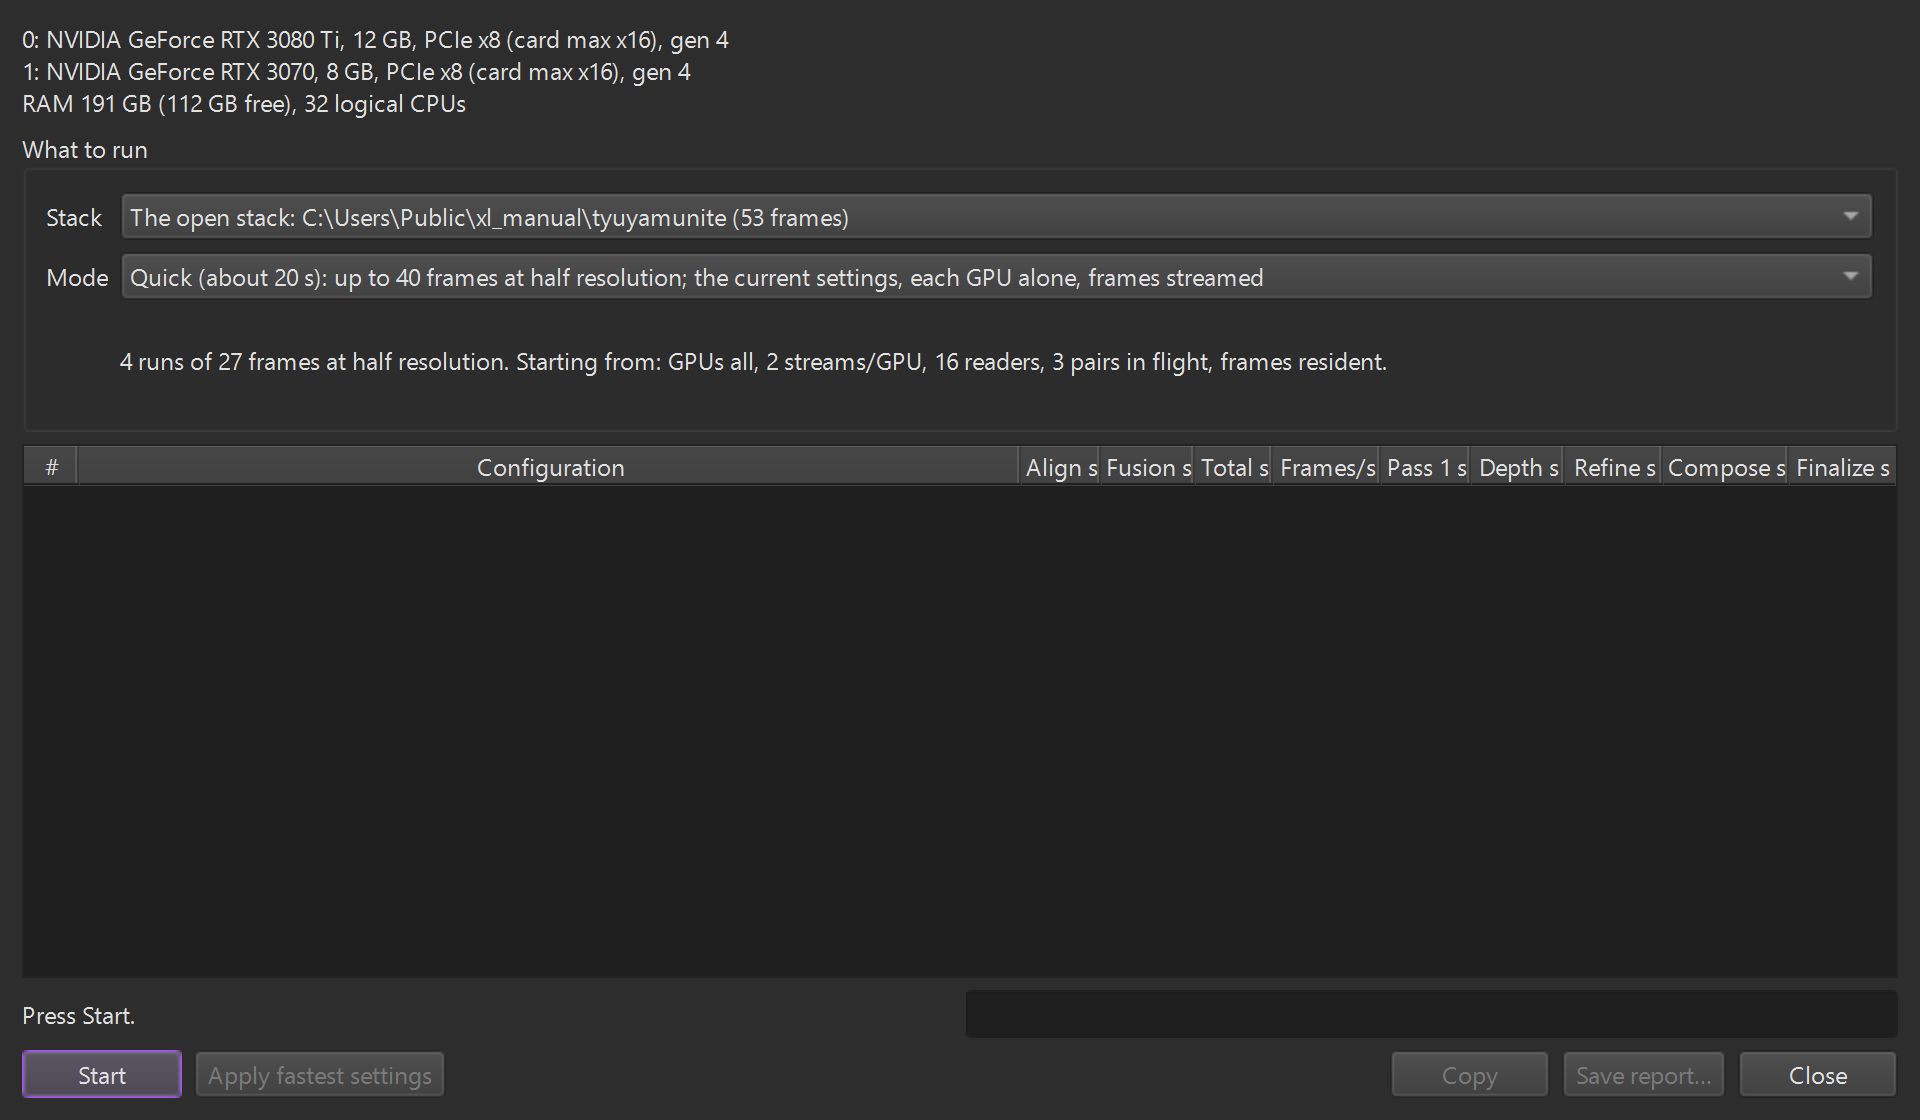 0: NVIDIA GeForce RTX 3080 Ti, 12 GB, PCIe x8 (card max x16), gen 4
1: NVIDIA GeForce RTX 3070, 8 GB, PCIe x8 (card max x16), gen 4
RAM 191 GB (112 GB free), 32 logical CPUs
What to run
Stack The open stack: C:\Users\Public\xl_manual\tyuyamunite (53 frames)
Mode Quick (about 20 s): up to 40 frames at half resolution; the current settings, each GPU alone, frames streamed
4 runs of 27 frames at half resolution. Starting from: GPUs all, 2 streams/GPU, 16 readers, 3 pairs in flight, frames resident.
# Configuration Align s Fusion s Total s Frames/s Pass 1 s Depth s Refine s Compose s Finalize s
Press Start.
Start Apply fastest settings Copy Save report... Close